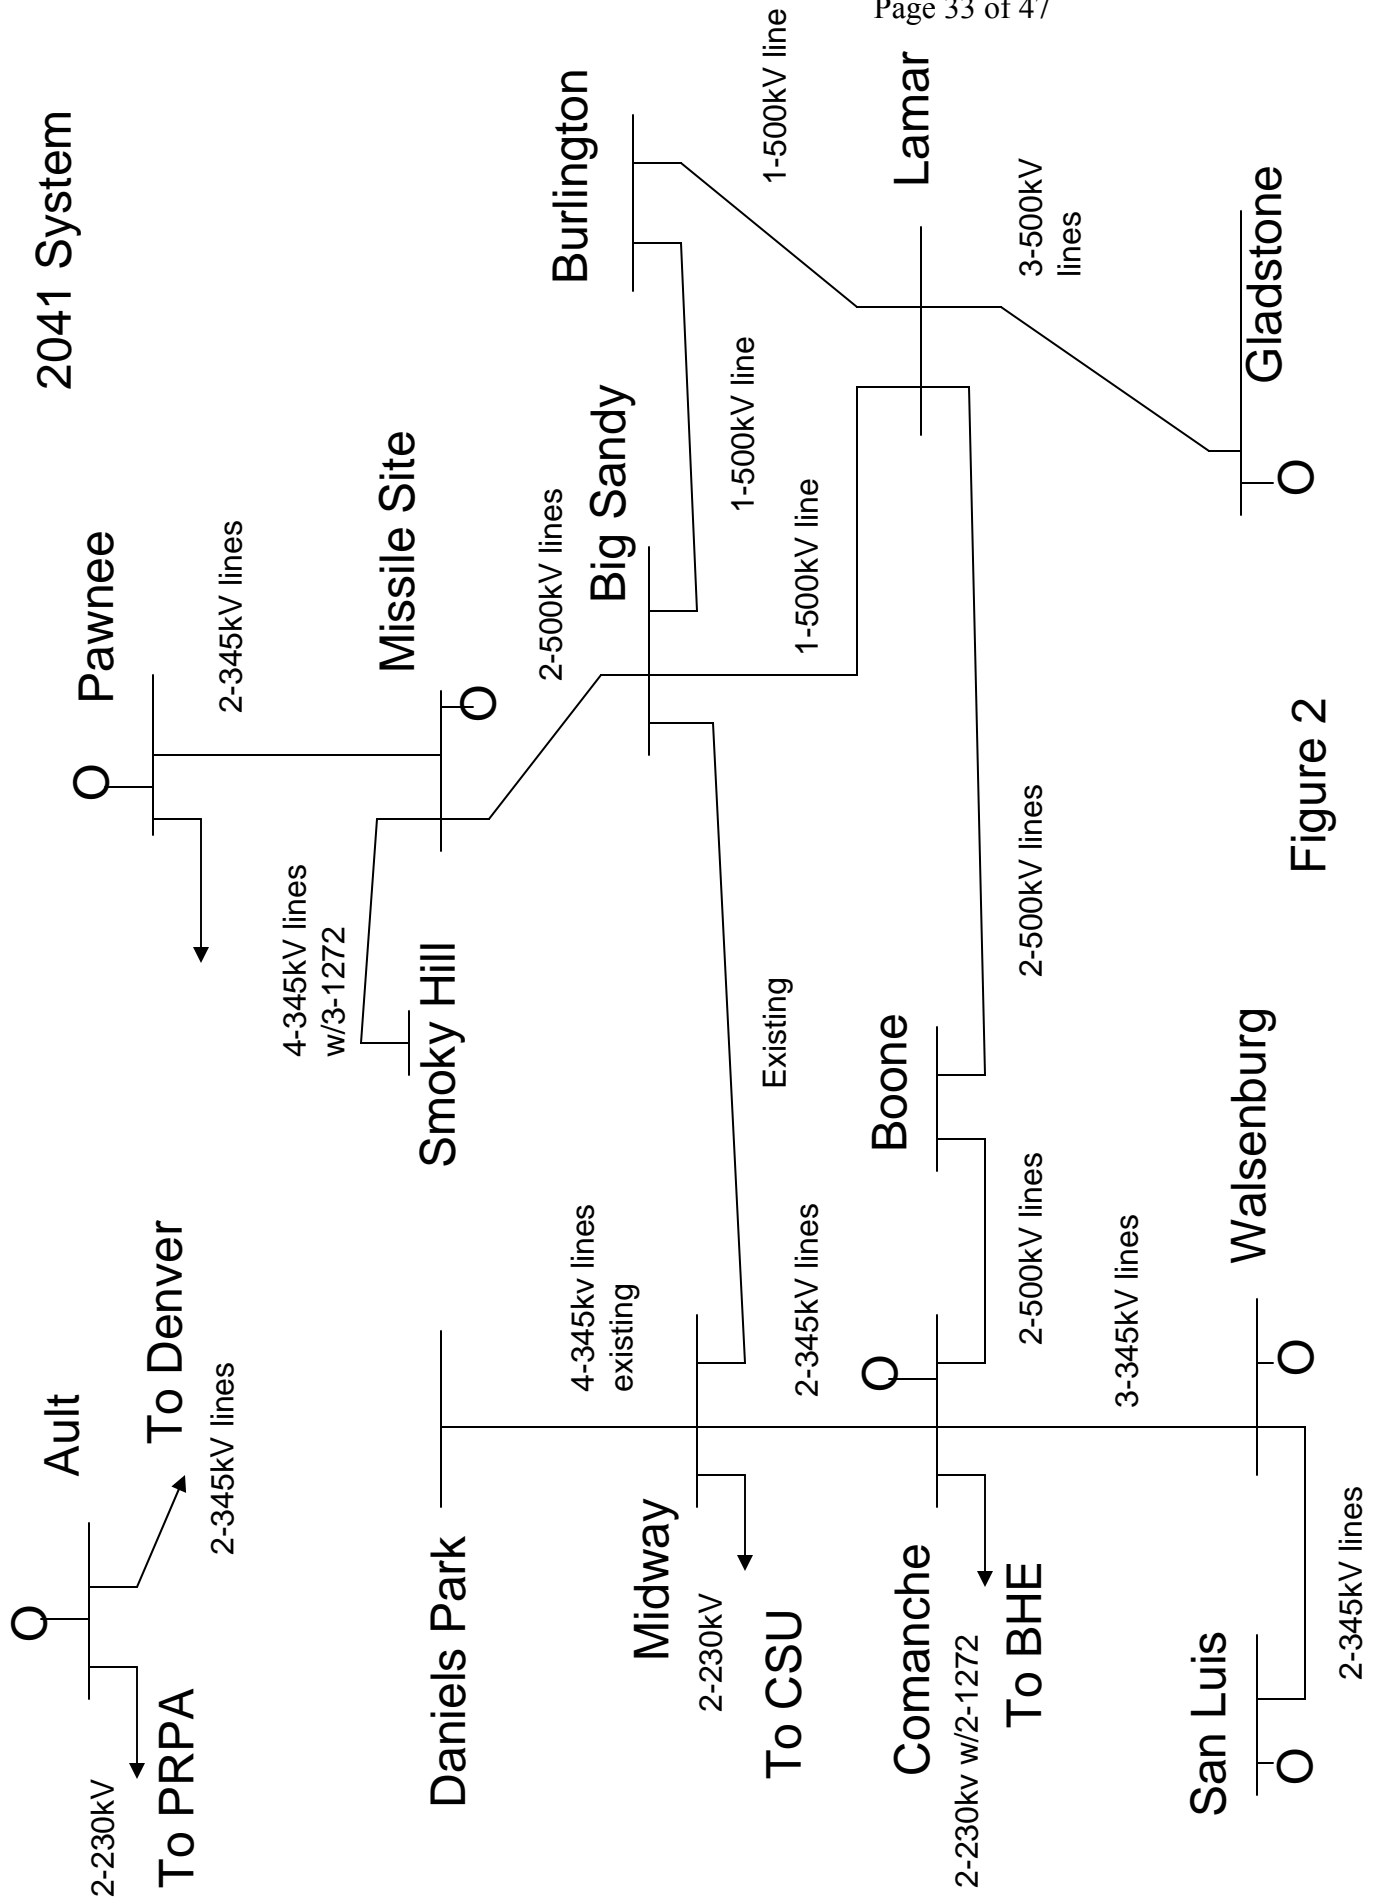 Page 33 of 47
2041 System
Ault
O
To Denver
2-345kV lines
2-230kV
To PRPA
Pawnee
O
2-345kV lines
4-345kV lines
w/3-1272
Missile Site
O
Smoky Hill
2-500kV lines
Daniels Park
4-345kv lines
existing
Big Sandy
Burlington
1-500kV line
1-500kV line
1-500kV line
Existing
Midway
2-230kV
To CSU
2-345kV lines
O
Boone
Lamar
Comanche
2-230kv w/2-1272
To BHE
2-500kV lines
2-500kV lines
3-500kV
lines
3-345kV lines
Walsenburg
O
San Luis
O
2-345kV lines
Gladstone
O
Figure 2